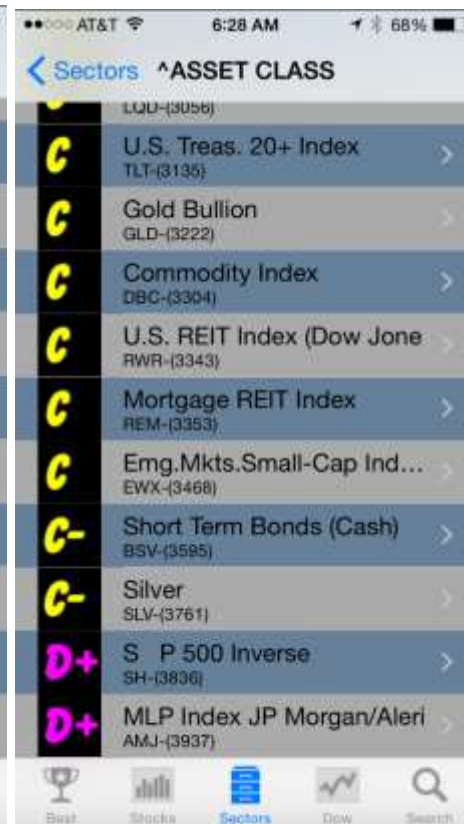 AT&T 6:28 AM 68%
Sectors ^ASSET CLASS
LQD-(3056)
C U.S. Treas. 20+ Index
TLT-(3135)
C Gold Bullion
GLD-(3222)
C Commodity Index
DBC-(3304)
C U.S. REIT Index (Dow Jone
RWR-(3343)
C Mortgage REIT Index
REM-(3353)
C Emg.Mkts.Small-Cap Ind...
EWX-(3468)
C- Short Term Bonds (Cash)
BSV-(3595)
C- Silver
SLV-(3761)
D+ S P 500 Inverse
SH-(3836)
D+ MLP Index JP Morgan/Aleri
AMJ-(3937)
Best Stocks Sectors Dow Search